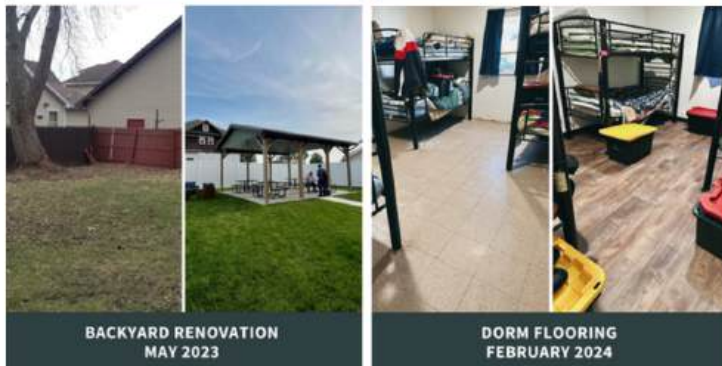 BACKYARD RENOVATION
MAY 2023
DORM FLOORING
FEBRUARY 2024